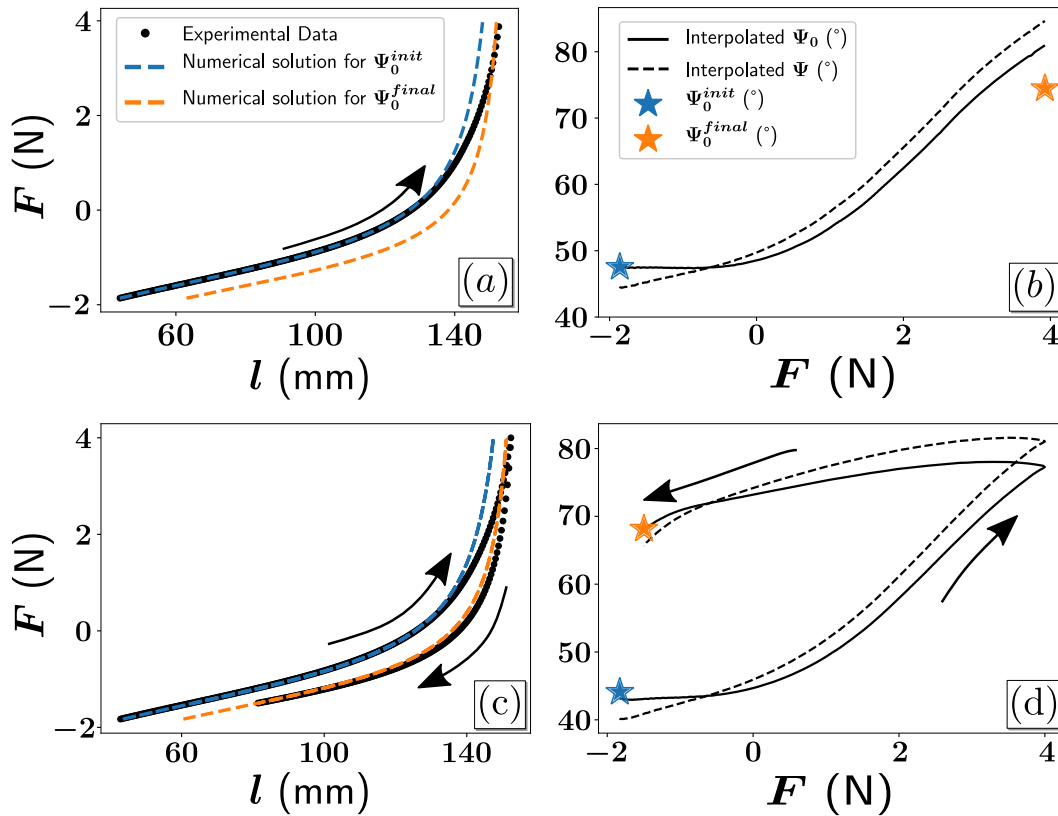 Experimental Data
Numerical solution for Ψ₀^{init}
Numerical solution for Ψ₀^{final}
4
2
0
−2
F (N)
60
100
140
l (mm)
(a)
Interpolated Ψ₀ (°)
Interpolated Ψ (°)
Ψ₀^{init} (°)
Ψ₀^{final} (°)
80
70
60
50
40
−2
0
2
4
F (N)
(b)
4
2
0
−2
F (N)
60
100
140
l (mm)
(c)
80
70
60
50
40
−2
0
2
4
F (N)
(d)